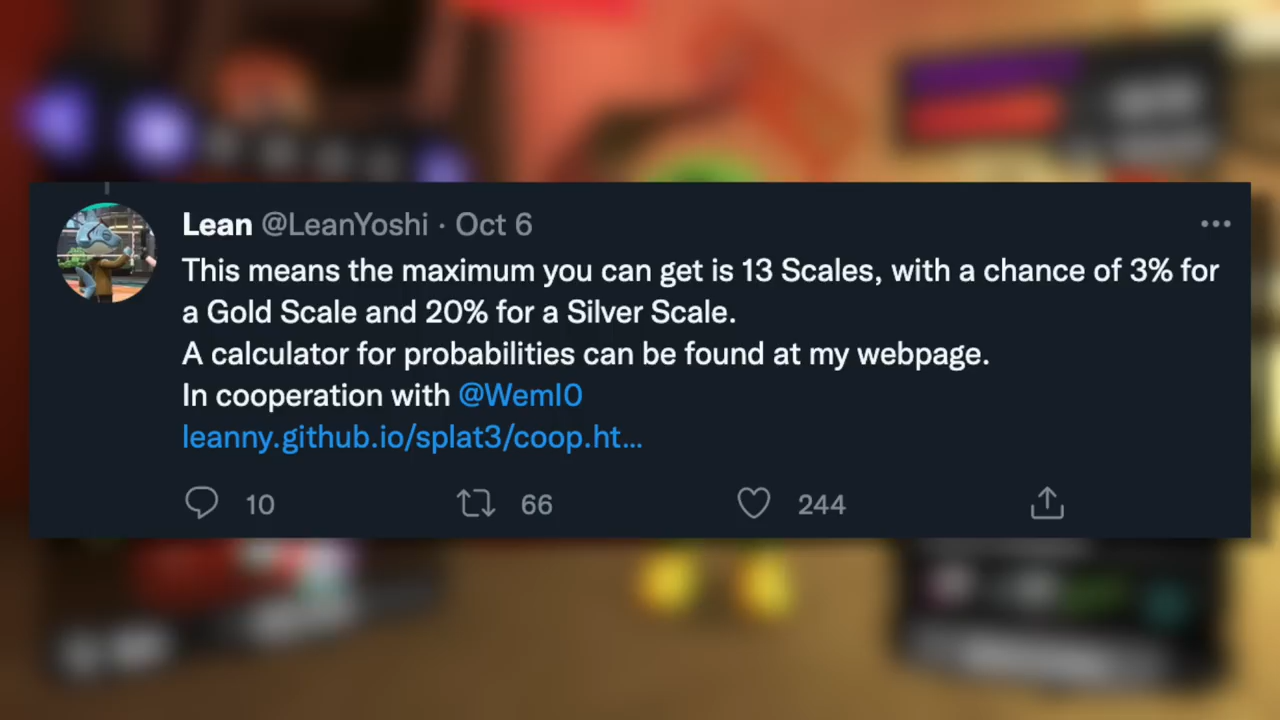 Lean @LeanYoshi · Oct 6
This means the maximum you can get is 13 Scales, with a chance of 3% for
a Gold Scale and 20% for a Silver Scale.
A calculator for probabilities can be found at my webpage.
In cooperation with @WemI0
leanny.github.io/splat3/coop.ht...
10 66 244